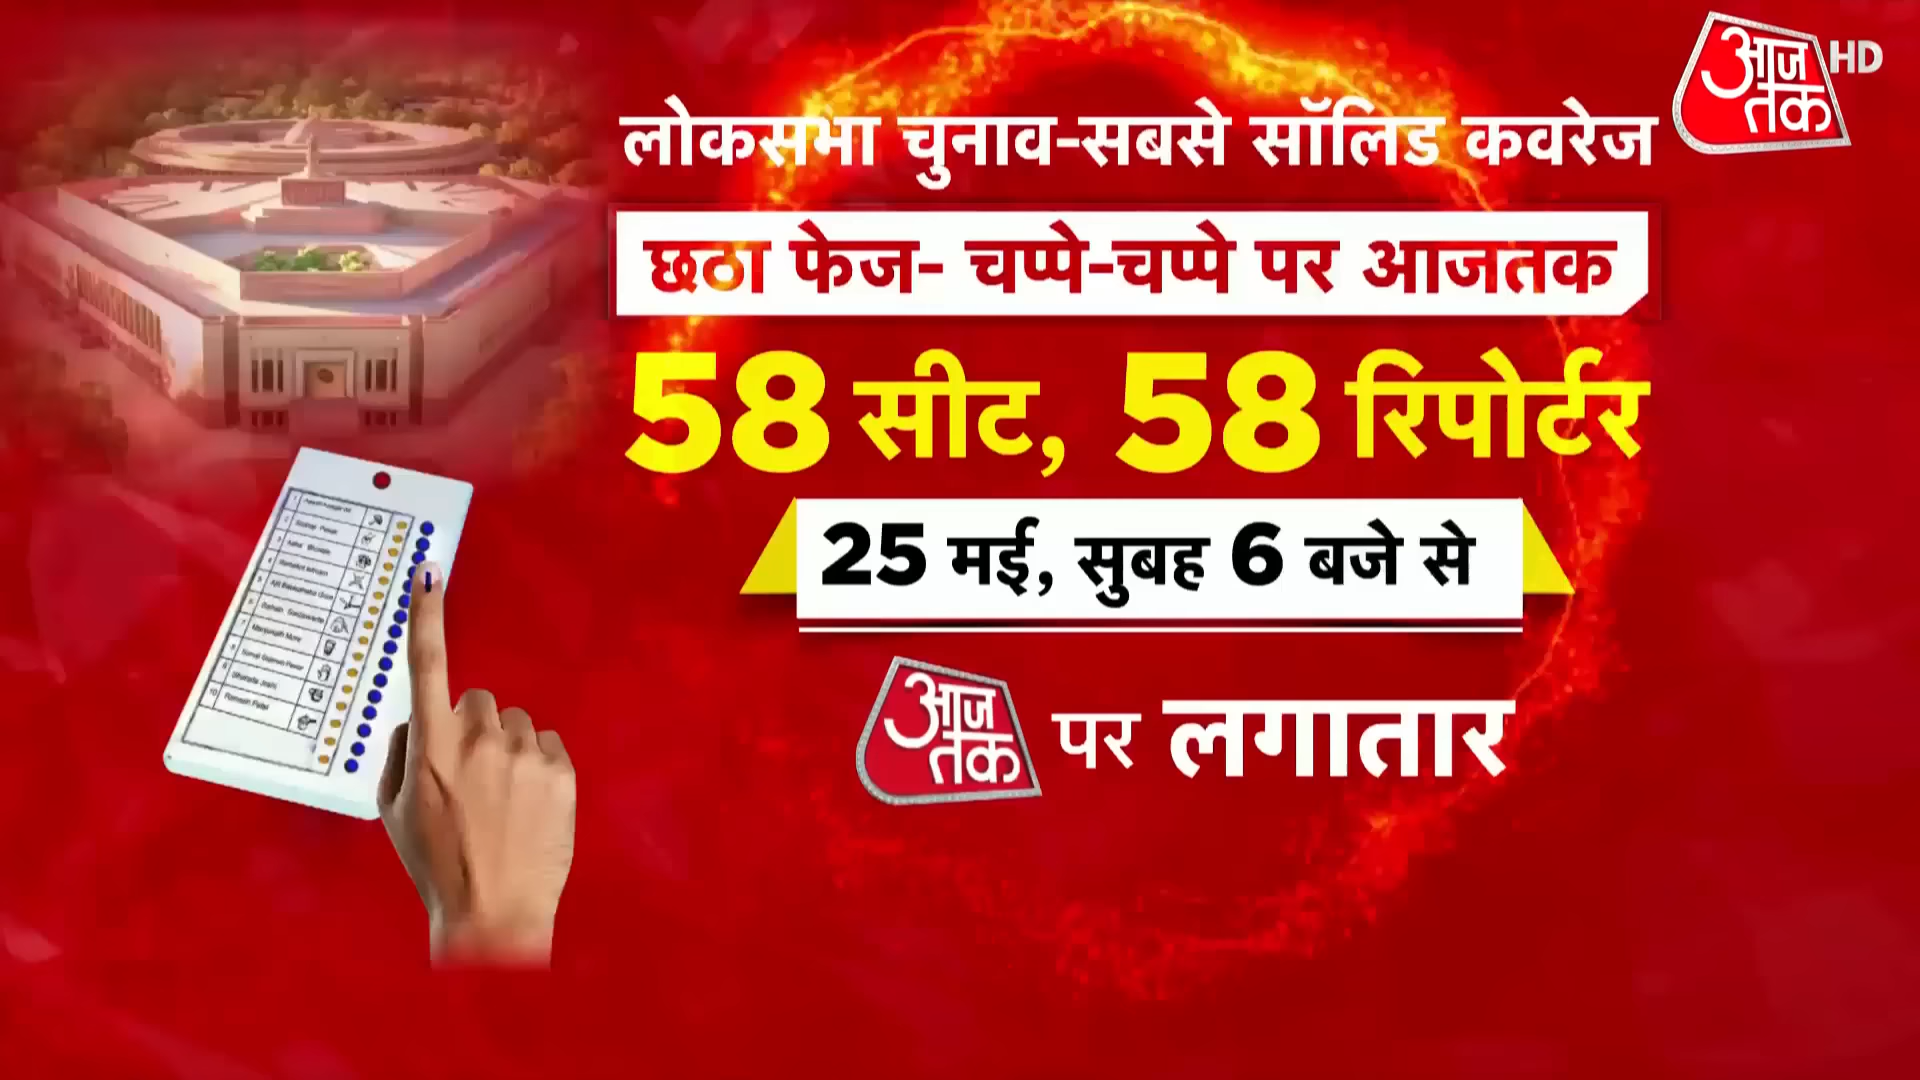 आज तक HD
लोकसभा चुनाव-सबसे सॉलिड कवरेज
छठा फेज- चप्पे-चप्पे पर आजतक
58 सीट, 58 रिपोर्टर
25 मई, सुबह 6 बजे से
आज तक पर लगातार